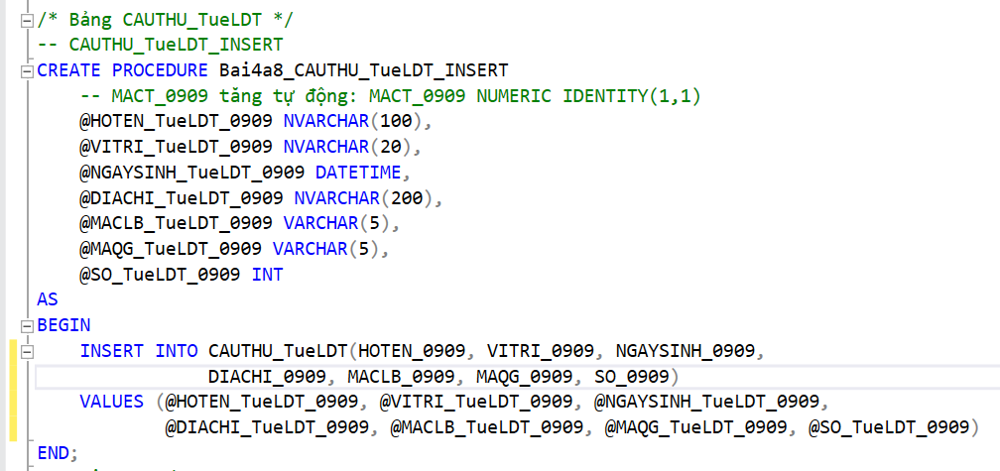 /* Bảng CAUTHU_TueLDT */
-- CAUTHU_TueLDT_INSERT
CREATE PROCEDURE Bai4a8_CAUTHU_TueLDT_INSERT
    -- MACT_0909 tăng tự động: MACT_0909 NUMERIC IDENTITY(1,1)
    @HOTEN_TueLDT_0909 NVARCHAR(100),
    @VITRI_TueLDT_0909 NVARCHAR(20),
    @NGAYSINH_TueLDT_0909 DATETIME,
    @DIACHI_TueLDT_0909 NVARCHAR(200),
    @MACLB_TueLDT_0909 VARCHAR(5),
    @MAQG_TueLDT_0909 VARCHAR(5),
    @SO_TueLDT_0909 INT
AS
BEGIN
    INSERT INTO CAUTHU_TueLDT(HOTEN_0909, VITRI_0909, NGAYSINH_0909,
                DIACHI_0909, MACLB_0909, MAQG_0909, SO_0909)
    VALUES (@HOTEN_TueLDT_0909, @VITRI_TueLDT_0909, @NGAYSINH_TueLDT_0909,
            @DIACHI_TueLDT_0909, @MACLB_TueLDT_0909, @MAQG_TueLDT_0909, @SO_TueLDT_0909)
END;